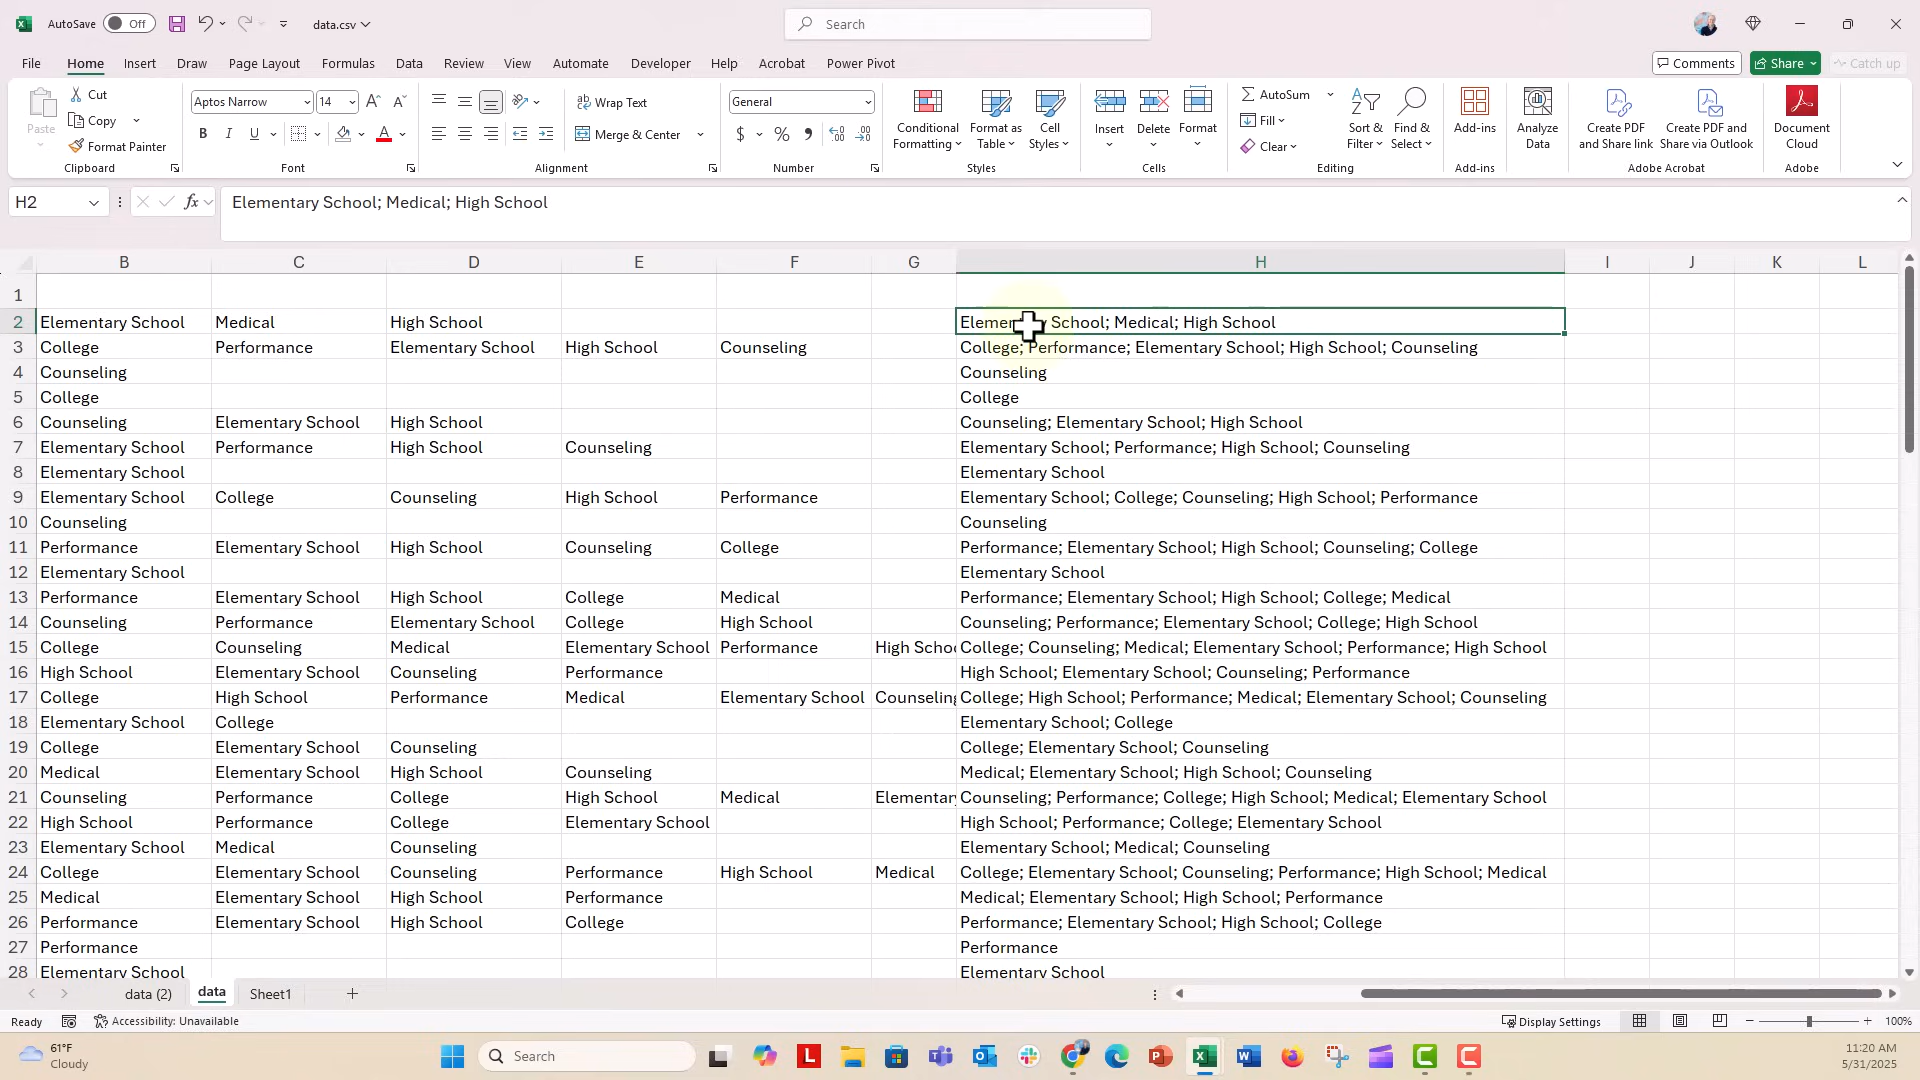 AutoSave Off data.csv Search
File Home Insert Draw Page Layout Formulas Data Review View Automate Developer Help Acrobat Power Pivot Comments Share Catch up
Paste Cut Copy Format Painter Clipboard
Aptos Narrow 14 B I U A Font
ab Wrap Text Merge & Center Alignment
General $ % , Number
Conditional Formatting Format as Table Cell Styles Styles
Insert Delete Format Cells
AutoSum Fill Clear Sort & Filter Find & Select Editing
Add-ins Add-ins
Analyze Data
Create PDF and Share link Create PDF and Share via Outlook Adobe Acrobat
Document Cloud Adobe
H2 fx Elementary School; Medical; High School
B C D E F G H I J K L
1
2 Elementary School Medical High School Elementary School; Medical; High School
3 College Performance Elementary School High School Counseling College; Performance; Elementary School; High School; Counseling
4 Counseling Counseling
5 College College
6 Counseling Elementary School High School Counseling; Elementary School; High School
7 Elementary School Performance High School Counseling Elementary School; Performance; High School; Counseling
8 Elementary School Elementary School
9 Elementary School College Counseling High School Performance Elementary School; College; Counseling; High School; Performance
10 Counseling Counseling
11 Performance Elementary School High School Counseling College Performance; Elementary School; High School; Counseling; College
12 Elementary School Elementary School
13 Performance Elementary School High School College Medical Performance; Elementary School; High School; College; Medical
14 Counseling Performance Elementary School College High School Counseling; Performance; Elementary School; College; High School
15 College Counseling Medical Elementary School Performance High Schoo College; Counseling; Medical; Elementary School; Performance; High School
16 High School Elementary School Counseling Performance High School; Elementary School; Counseling; Performance
17 College High School Performance Medical Elementary School Counseling College; High School; Performance; Medical; Elementary School; Counseling
18 Elementary School College Elementary School; College
19 College Elementary School Counseling College; Elementary School; Counseling
20 Medical Elementary School High School Counseling Medical; Elementary School; High School; Counseling
21 Counseling Performance College High School Medical Elementary Counseling; Performance; College; High School; Medical; Elementary School
22 High School Performance College Elementary School High School; Performance; College; Elementary School
23 Elementary School Medical Counseling Elementary School; Medical; Counseling
24 College Elementary School Counseling Performance High School Medical College; Elementary School; Counseling; Performance; High School; Medical
25 Medical Elementary School High School Performance Medical; Elementary School; High School; Performance
26 Performance Elementary School High School College Performance; Elementary School; High School; College
27 Performance Performance
28 Elementary School Elementary School
data (2) data Sheet1
Ready Accessibility: Unavailable Display Settings 100%
61°F
Cloudy
Search
11:20 AM
5/31/2025